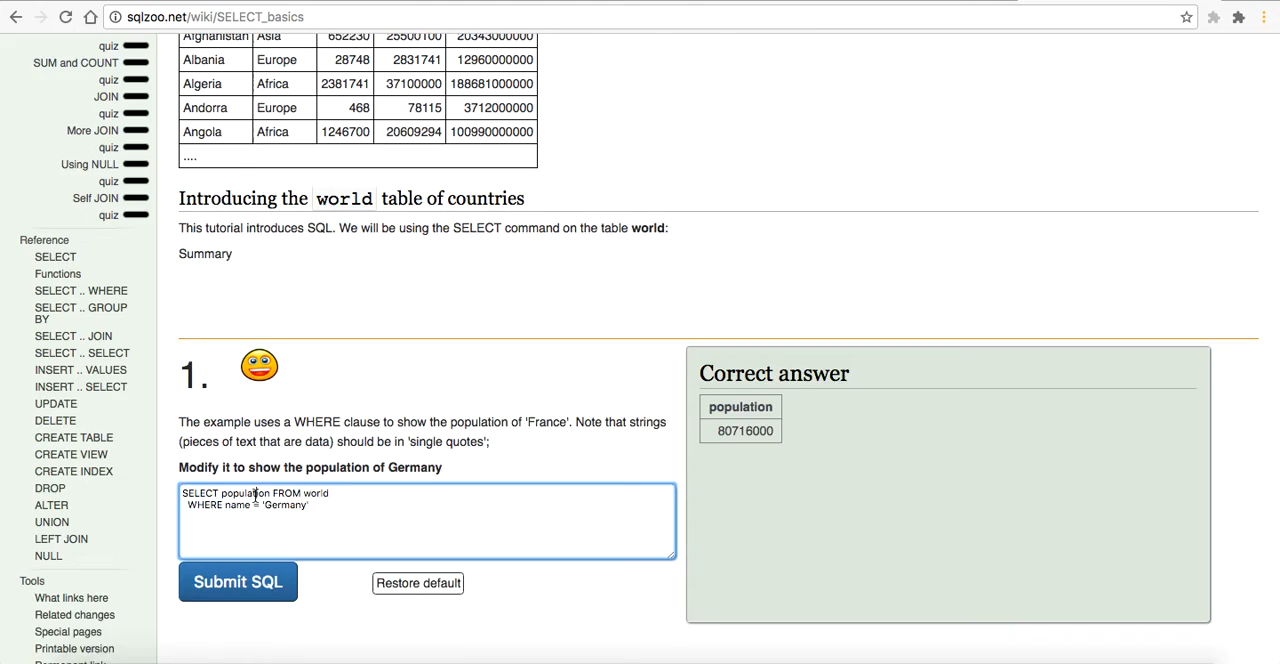 sqlzoo.net/wiki/SELECT_basics
quiz
SUM and COUNT
quiz
JOIN
quiz
More JOIN
quiz
Using NULL
quiz
Self JOIN
quiz
Reference
SELECT
Functions
SELECT .. WHERE
SELECT .. GROUP
BY
SELECT .. JOIN
SELECT .. SELECT
INSERT .. VALUES
INSERT .. SELECT
UPDATE
DELETE
CREATE TABLE
CREATE VIEW
CREATE INDEX
DROP
ALTER
UNION
LEFT JOIN
NULL
Tools
What links here
Related changes
Special pages
Printable version
Permanent link
Afghanistan Asia 652230 25500100 20343000000
Albania Europe 28748 2831741 12960000000
Algeria Africa 2381741 37100000 188681000000
Andorra Europe 468 78115 3712000000
Angola Africa 1246700 20609294 100990000000
....
Introducing the world table of countries
This tutorial introduces SQL. We will be using the SELECT command on the table world:
Summary
1.
The example uses a WHERE clause to show the population of 'France'. Note that strings
(pieces of text that are data) should be in 'single quotes';
Modify it to show the population of Germany
SELECT population FROM world
WHERE name = 'Germany'
Submit SQL
Restore default
Correct answer
population
80716000